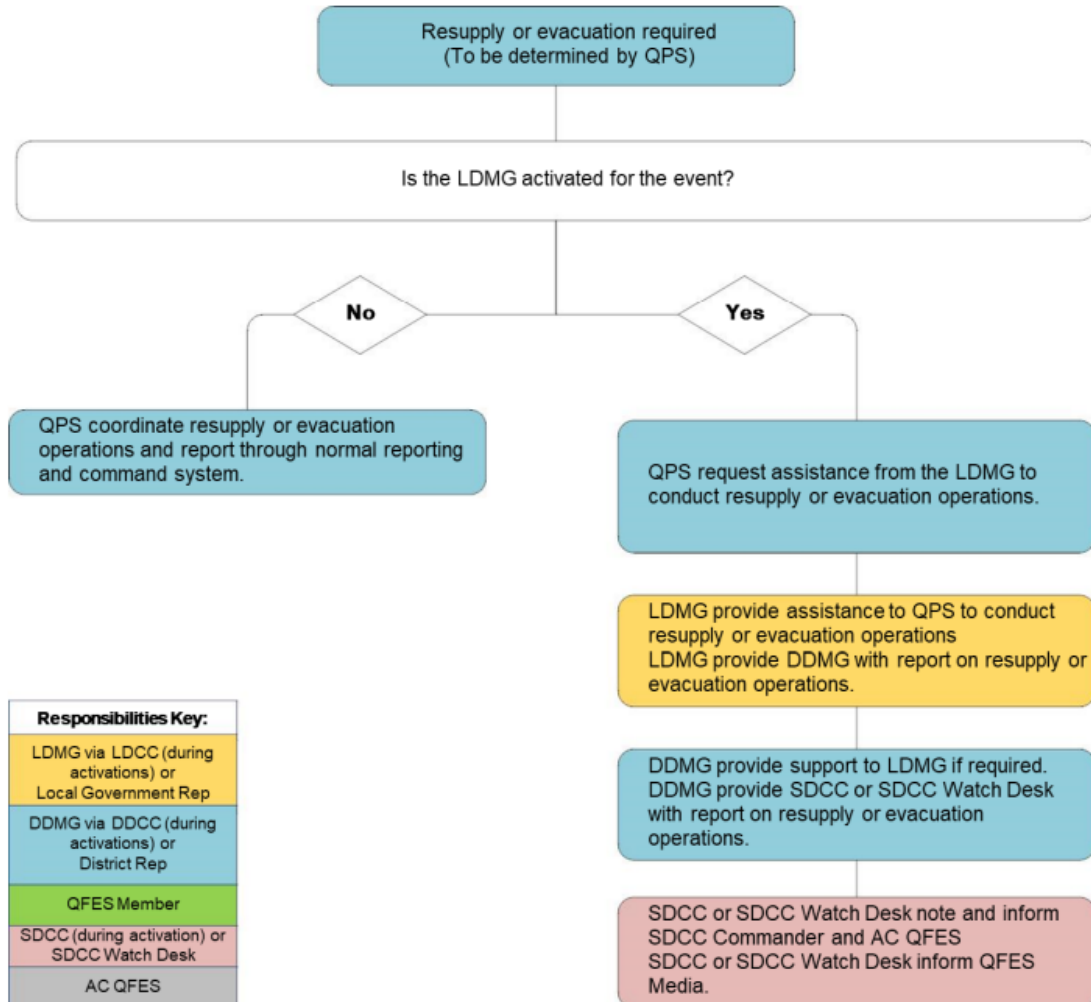 Resupply or evacuation required
(To be determined by QPS)
Is the LDMG activated for the event?
No
Yes
QPS coordinate resupply or evacuation
operations and report through normal reporting
and command system.
QPS request assistance from the LDMG to
conduct resupply or evacuation operations.
LDMG provide assistance to QPS to conduct
resupply or evacuation operations
LDMG provide DDMG with report on resupply or
evacuation operations.
DDMG provide support to LDMG if required.
DDMG provide SDCC or SDCC Watch Desk
with report on resupply or evacuation
operations.
SDCC or SDCC Watch Desk note and inform
SDCC Commander and AC QFES
SDCC or SDCC Watch Desk inform QFES
Media.
Responsibilities Key:
LDMG via LDCC (during
activations) or
Local Government Rep
DDMG via DDCC (during
activations) or
District Rep
QFES Member
SDCC (during activation) or
SDCC Watch Desk
AC QFES